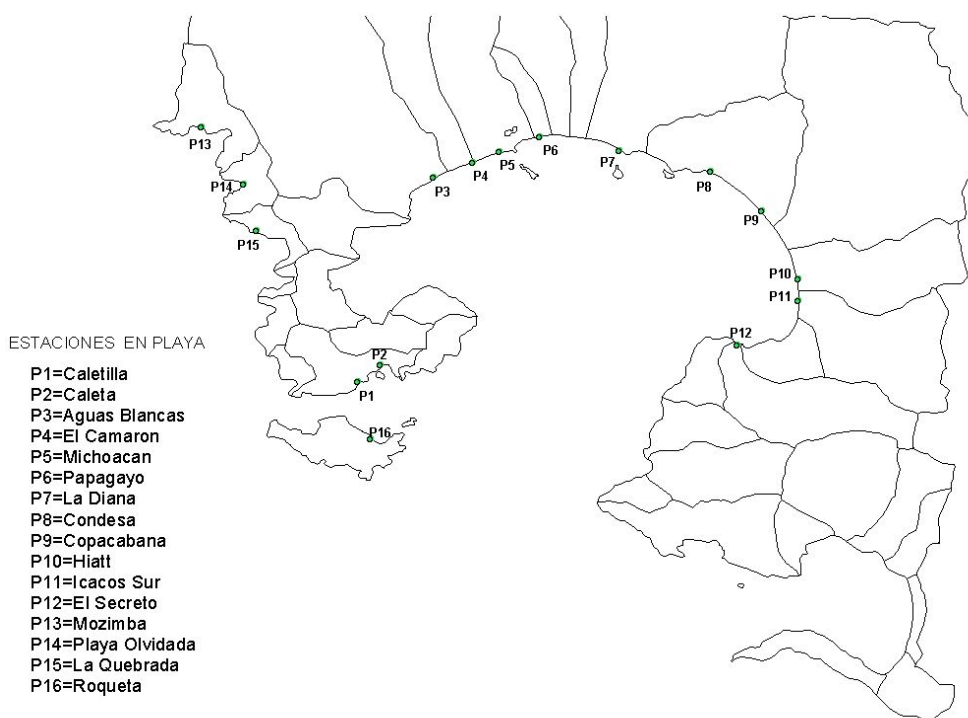 P13
P14
P15
P3
P4
P5
P6
P7
P8
P9
P10
P11
P12
P2
P1
P16
ESTACIONES EN PLAYA
P1=Caletilla
P2=Caleta
P3=Aguas Blancas
P4=El Camaron
P5=Michoacan
P6=Papagayo
P7=La Diana
P8=Condesa
P9=Copacabana
P10=Hiatt
P11=Icacos Sur
P12=El Secreto
P13=Mozimba
P14=Playa Olvidada
P15=La Quebrada
P16=Roqueta